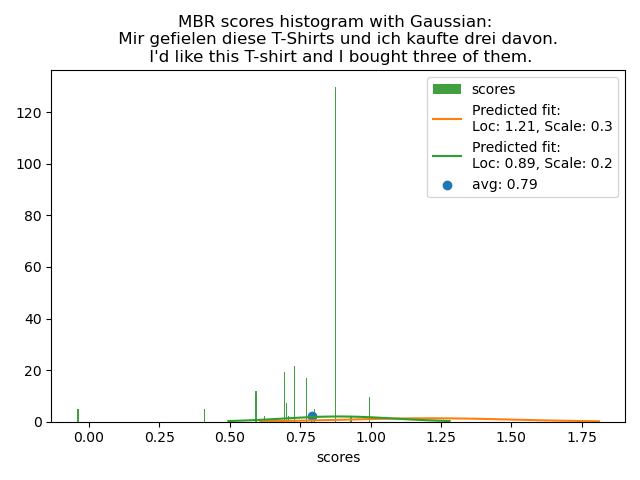 MBR scores histogram with Gaussian:
Mir gefielen diese T-Shirts und ich kaufte drei davon.
I'd like this T-shirt and I bought three of them.
scores
Predicted fit:
Loc: 1.21, Scale: 0.3
Predicted fit:
Loc: 0.89, Scale: 0.2
avg: 0.79
120
100
80
60
40
20
0
0.00 0.25 0.50 0.75 1.00 1.25 1.50 1.75
scores